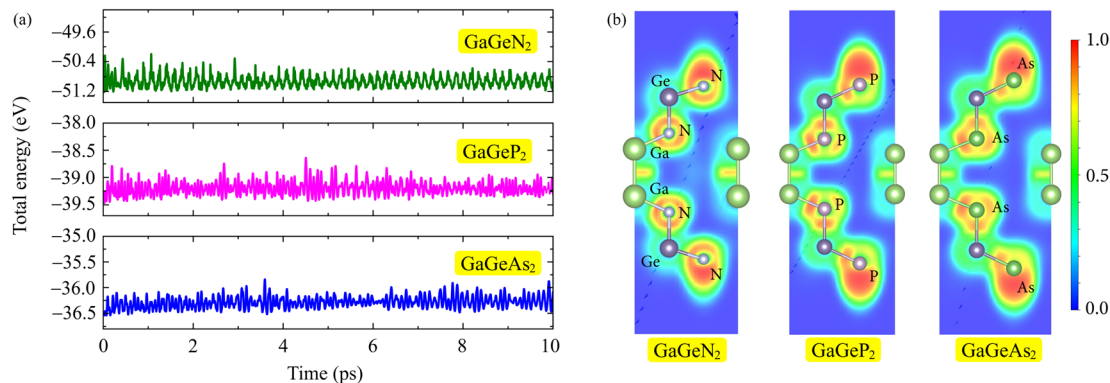 (a)
Total energy (eV)
−49.6
−50.4
−51.2
GaGeN₂
−38.0
−38.5
−39.0
−39.5
GaGeP₂
−35.0
−35.5
−36.0
−36.5
GaGeAs₂
0 2 4 6 8 10
Time (ps)
(b)
Ge
N
N
Ga
Ga
N
Ge
N
GaGeN₂
P
P
P
P
GaGeP₂
As
As
As
As
GaGeAs₂
1.0
0.5
0.0